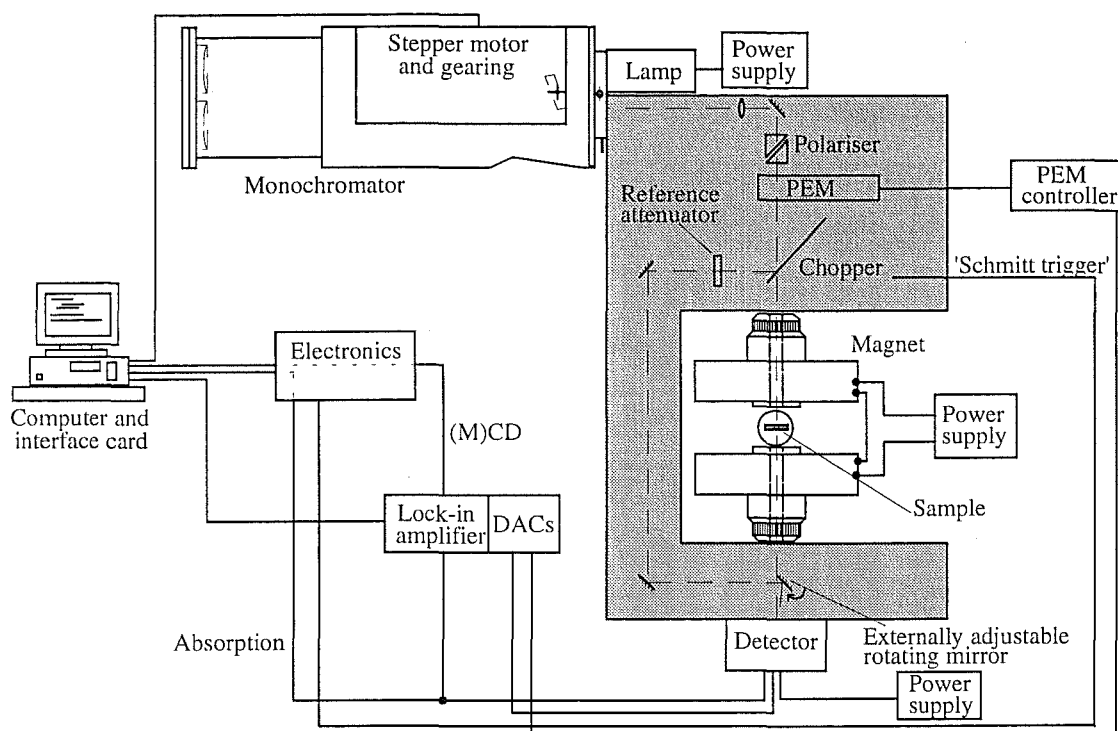 Stepper motor
and gearing
Lamp
Power
supply
Polariser
Monochromator
PEM
PEM
controller
Reference
attenuator
Chopper
'Schmitt trigger'
Electronics
Magnet
Computer and
interface card
(M)CD
Power
supply
Sample
Lock-in
amplifier
DACs
Absorption
Detector
Externally adjustable
rotating mirror
Power
supply